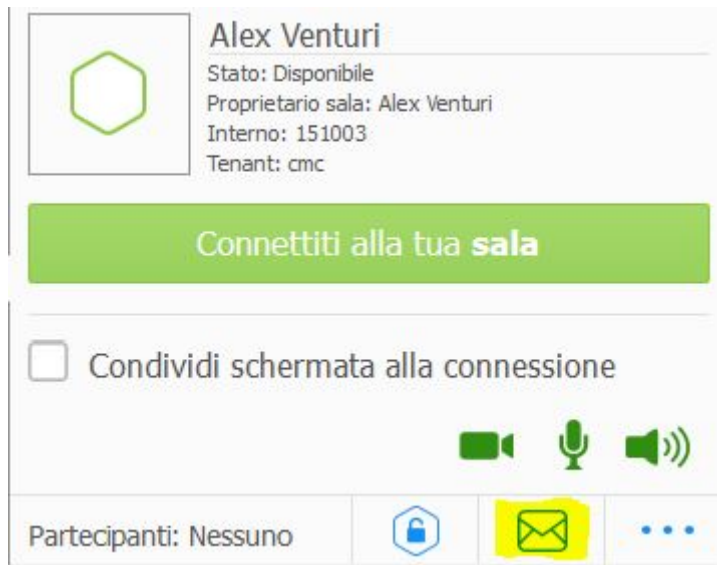 Alex Venturi
Stato: Disponibile
Proprietario sala: Alex Venturi
Interno: 151003
Tenant: cmc
Connettiti alla tua sala
Condividi schermata alla connessione
Partecipanti: Nessuno